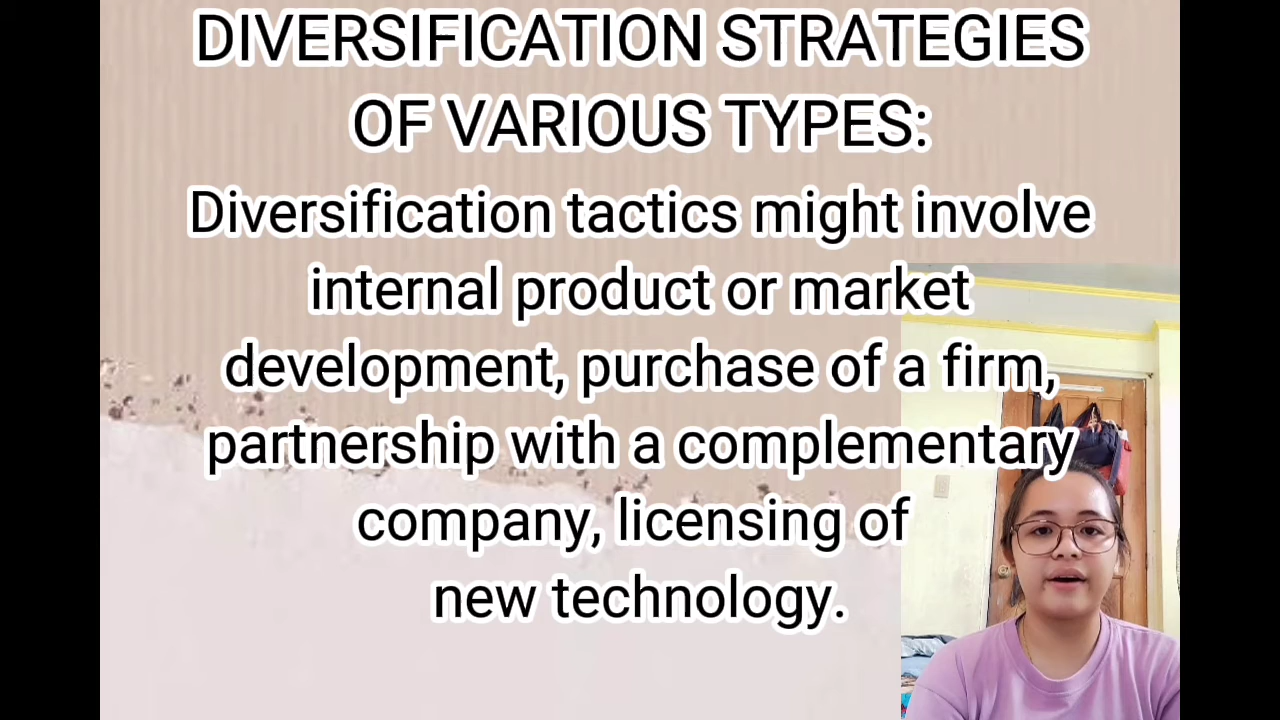 DIVERSIFICATION STRATEGIES
OF VARIOUS TYPES:
Diversification tactics might involve
internal product or market
development, purchase of a firm,
partnership with a complementary
company, licensing of
new technology.